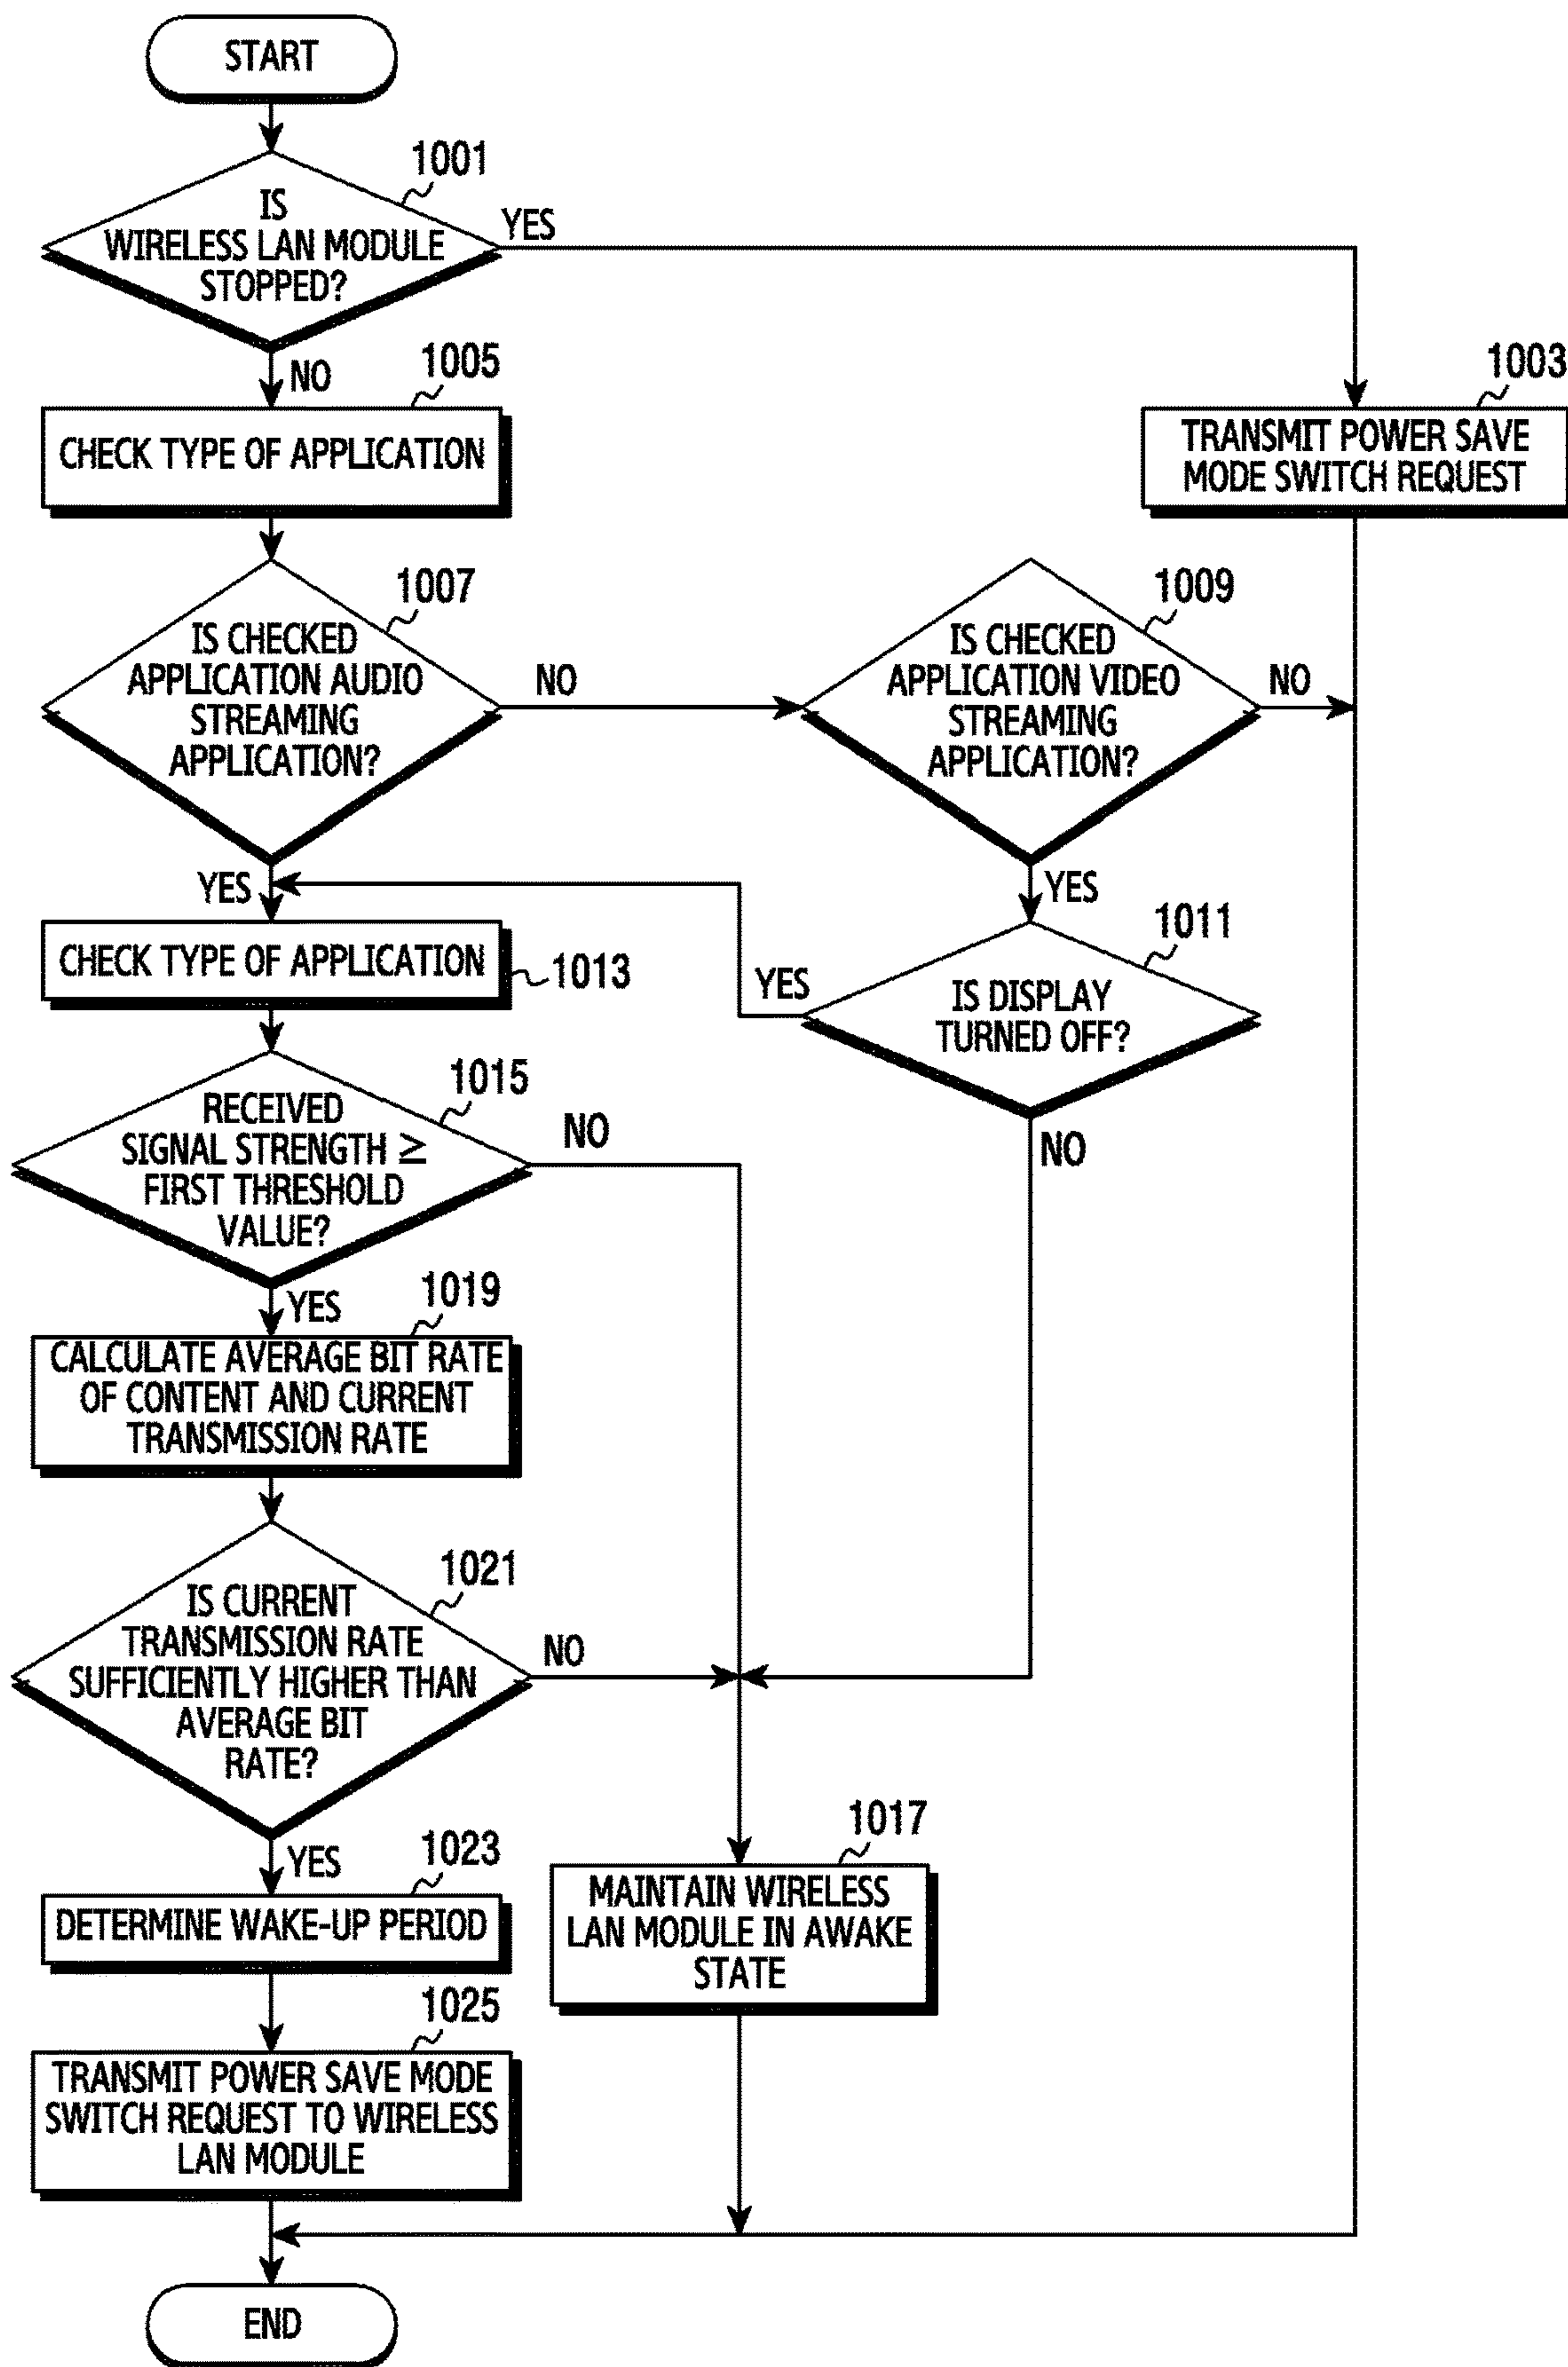 START
1001
IS
WIRELESS LAN MODULE
STOPPED?
YES
NO
1005
CHECK TYPE OF APPLICATION
1003
TRANSMIT POWER SAVE
MODE SWITCH REQUEST
1007
IS CHECKED
APPLICATION AUDIO
STREAMING
APPLICATION?
NO
YES
1009
IS CHECKED
APPLICATION VIDEO
STREAMING
APPLICATION?
NO
YES
1011
IS DISPLAY
TURNED OFF?
YES
NO
CHECK TYPE OF APPLICATION
1013
1015
RECEIVED
SIGNAL STRENGTH ≥
FIRST THRESHOLD
VALUE?
NO
YES
1019
CALCULATE AVERAGE BIT RATE
OF CONTENT AND CURRENT
TRANSMISSION RATE
1021
IS CURRENT
TRANSMISSION RATE
SUFFICIENTLY HIGHER THAN
AVERAGE BIT
RATE?
NO
YES
1023
DETERMINE WAKE-UP PERIOD
1017
MAINTAIN WIRELESS
LAN MODULE IN AWAKE
STATE
1025
TRANSMIT POWER SAVE MODE
SWITCH REQUEST TO WIRELESS
LAN MODULE
END